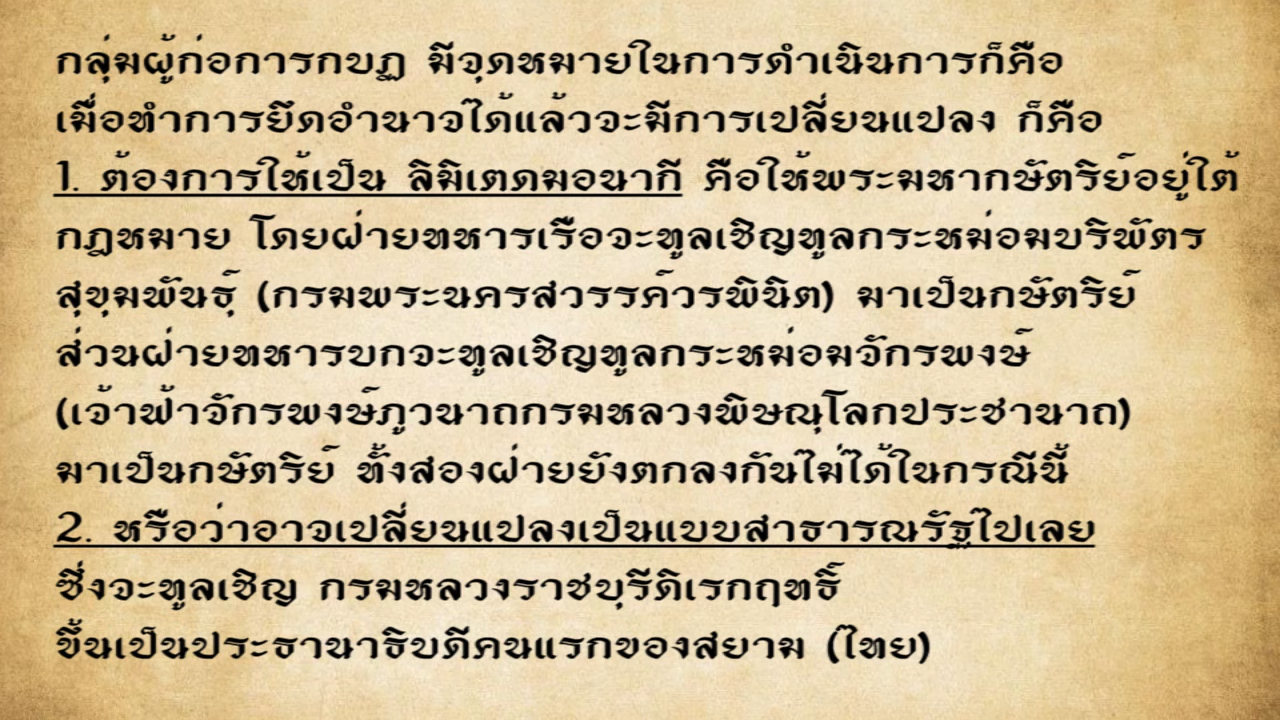 กลุ่มผู้ก่อการกบฏ มีจุดหมายในการดำเนินการก็คือ
เมื่อทำการยึดอำนาจได้แล้วจะมีการเปลี่ยนแปลง ก็คือ
1. ต้องการให้เป็น ลิมิเตดมอนากี คือให้พระมหากษัตริย์อยู่ใต้
กฎหมาย โดยฝ่ายทหารเรือจะทูลเชิญทูลกระหม่อมบริพัตร
สุขุมพันธุ์ (กรมพระนครสวรรค์วรพินิต) มาเป็นกษัตริย์
ส่วนฝ่ายทหารบกจะทูลเชิญทูลกระหม่อมจักรพงษ์
(เจ้าฟ้าจักรพงษ์ภูวนาถกรมหลวงพิษณุโลกประชานาถ)
มาเป็นกษัตริย์ ทั้งสองฝ่ายยังตกลงกันไม่ได้ในกรณีนี้
2. หรือว่าอาจเปลี่ยนแปลงเป็นแบบสาธารณรัฐไปเลย
ซึ่งจะทูลเชิญ กรมหลวงราชบุรีดิเรกฤทธิ์
ขึ้นเป็นประธานาธิบดีคนแรกของสยาม (ไทย)